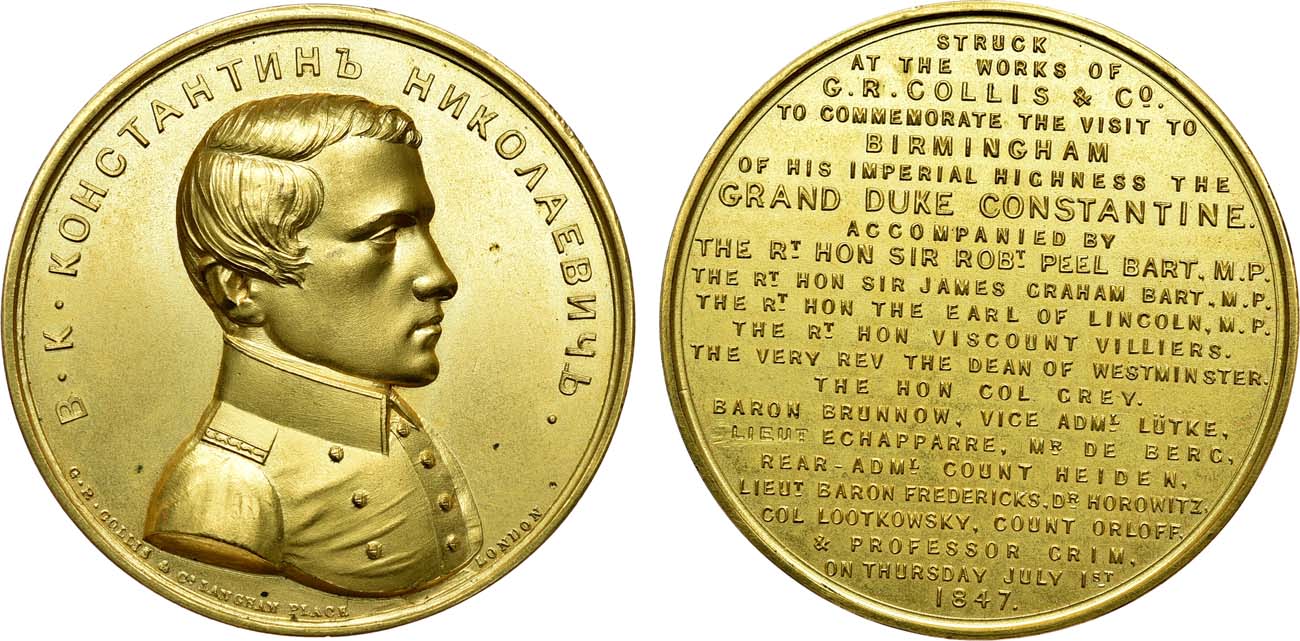 В·К·КОНСТАНТИНЪ НИКОЛАЕВИЧЪ.
G.R.COLLIS & Cº LANGHAM PLACE LONDON
STRUCK
AT THE WORKS OF
G.R.COLLIS & Cº.
TO COMMEMORATE THE VISIT TO
BIRMINGHAM
OF HIS IMPERIAL HIGHNESS THE
GRAND DUKE CONSTANTINE.
ACCOMPANIED BY
THE Rᵀ HON SIR ROBᵀ PEEL BART, M.P.
THE Rᵀ HON SIR JAMES GRAHAM BART, M.P.
THE Rᵀ HON THE EARL OF LINCOLN, M.P.
THE Rᵀ HON VISCOUNT VILLIERS.
THE VERY REV THE DEAN OF WESTMINSTER.
THE HON COL GREY.
BARON BRUNNOW, VICE ADMᴸ LÜTKE,
LIEUT ECHAPPARRE, Mᴿ DE BERG,
REAR-ADMᴸ COUNT HEIDEN,
LIEUᵀ BARON FREDERICKS, Dᴿ HOROWITZ,
COL LOOTKOWSKY, COUNT ORLOFF,
& PROFESSOR GRIM,
ON THURSDAY JULY 1ˢᵀ
1847.